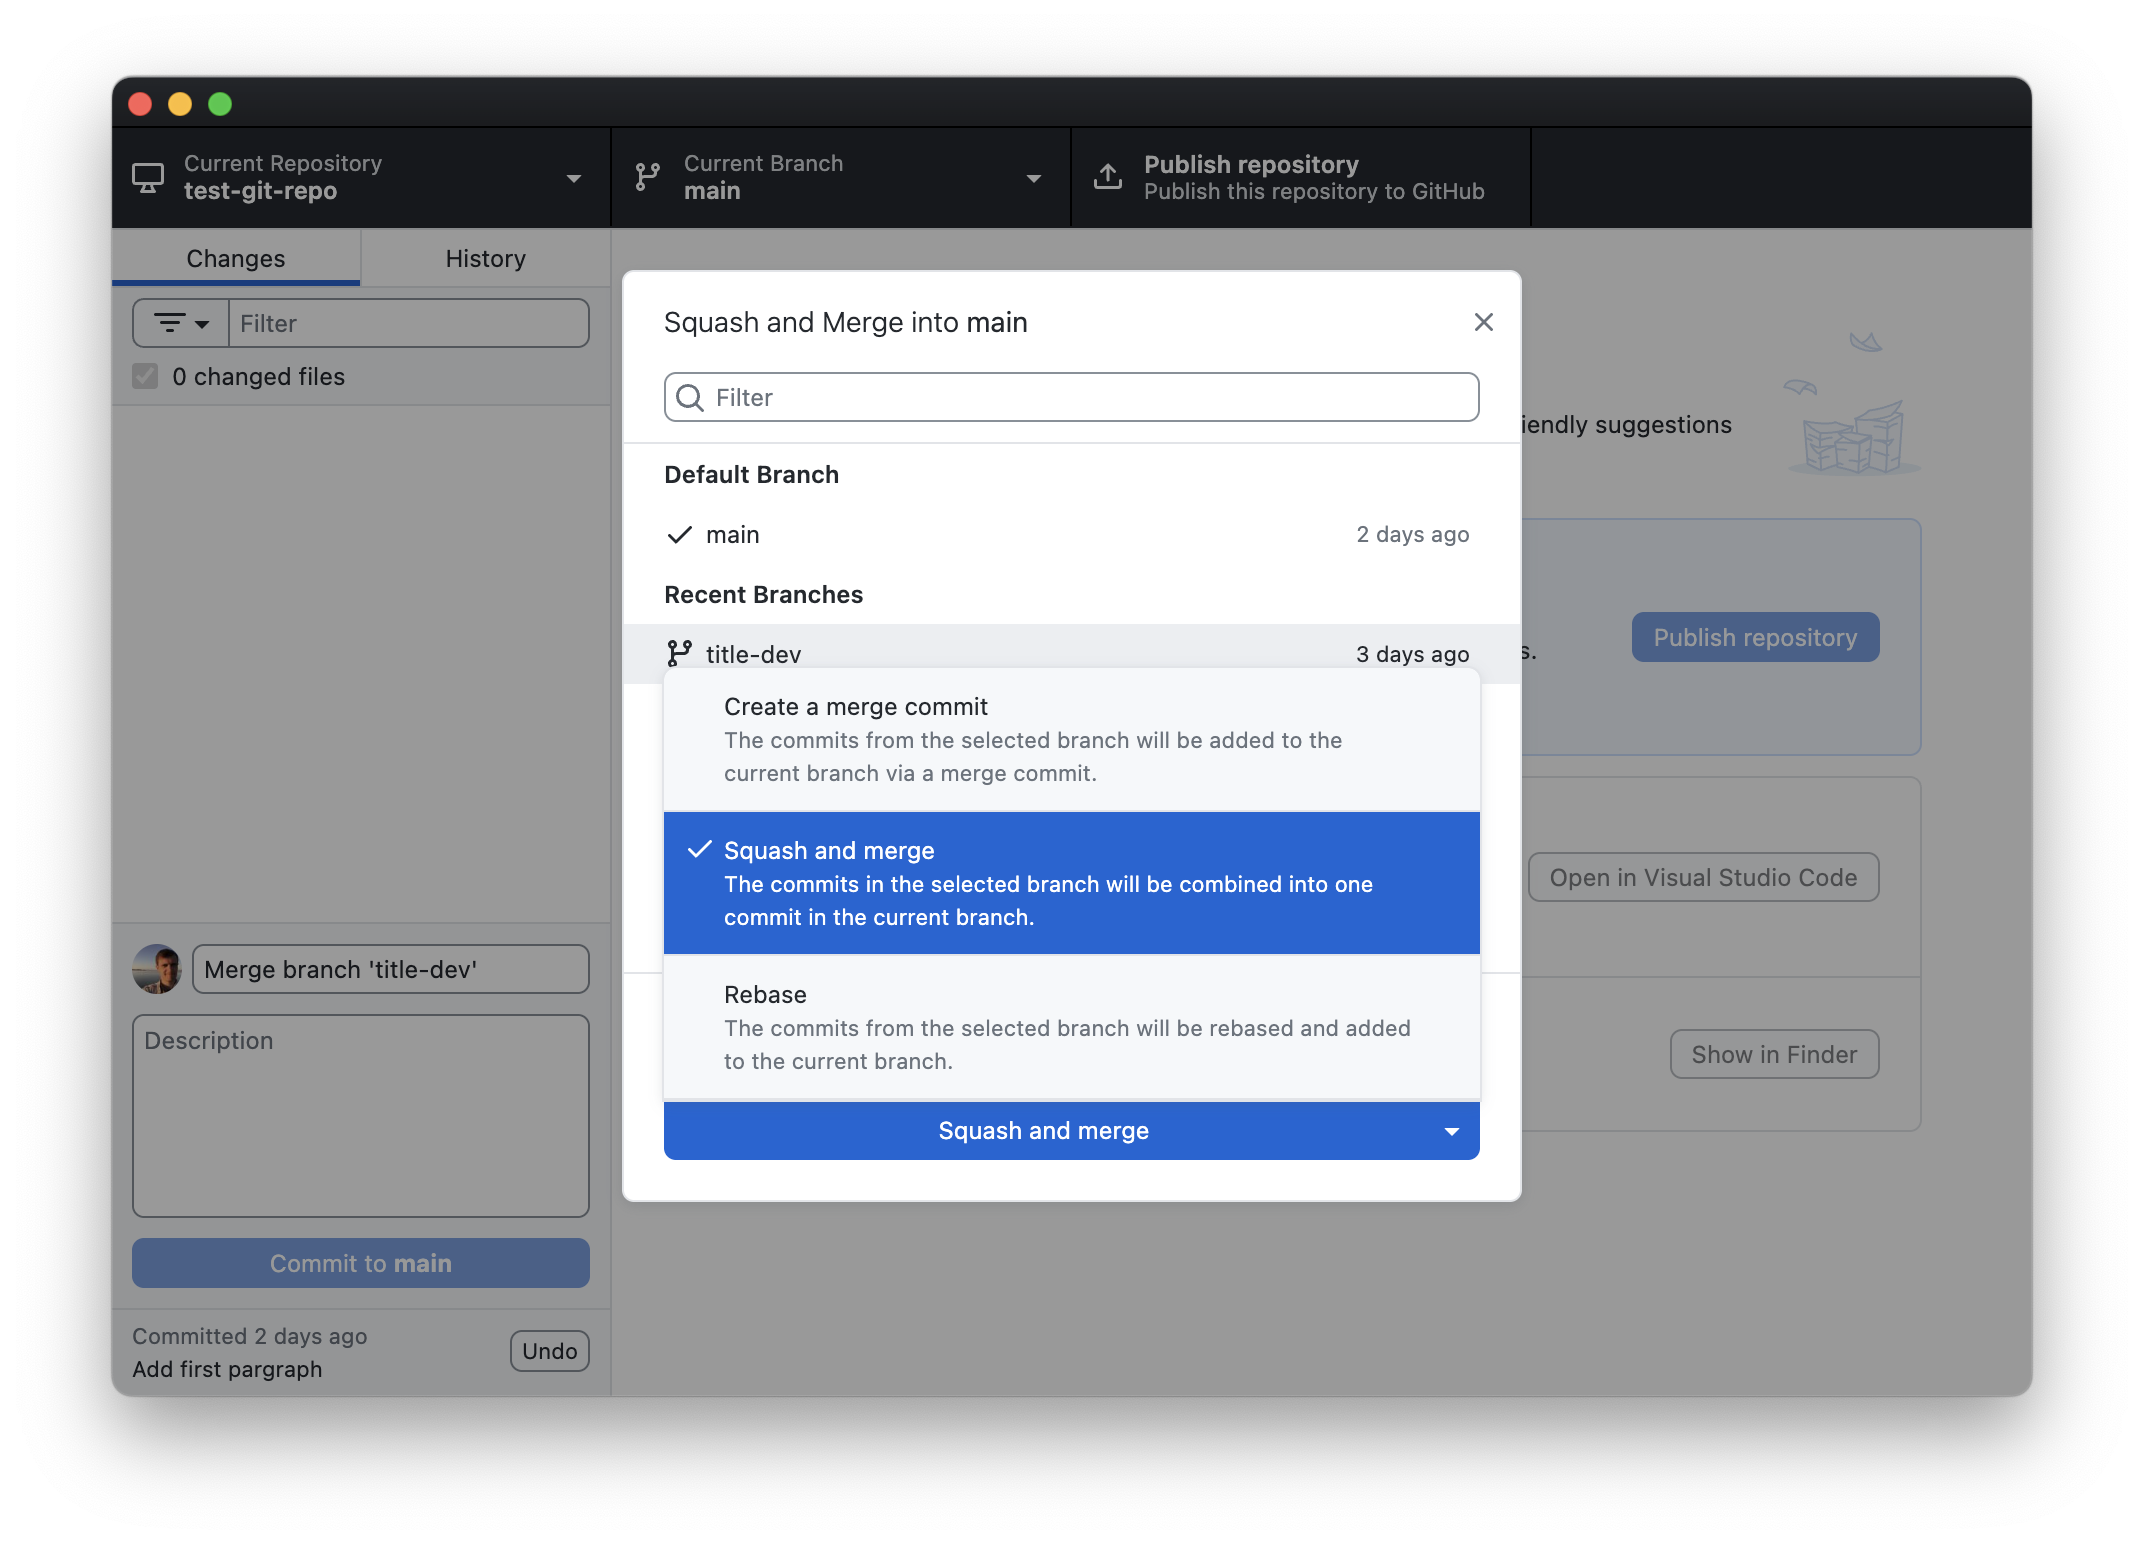 Current Repository
test-git-repo
Current Branch
main
Publish repository
Publish this repository to GitHub
Changes
History
Filter
0 changed files
Squash and Merge into main
Filter
Default Branch
main
2 days ago
Recent Branches
title-dev
3 days ago
Create a merge commit
The commits from the selected branch will be added to the
current branch via a merge commit.
Squash and merge
The commits in the selected branch will be combined into one
commit in the current branch.
Rebase
The commits from the selected branch will be rebased and added
to the current branch.
Squash and merge
iendly suggestions
s.
Publish repository
Open in Visual Studio Code
Show in Finder
Merge branch 'title-dev'
Description
Commit to main
Committed 2 days ago
Add first pargraph
Undo